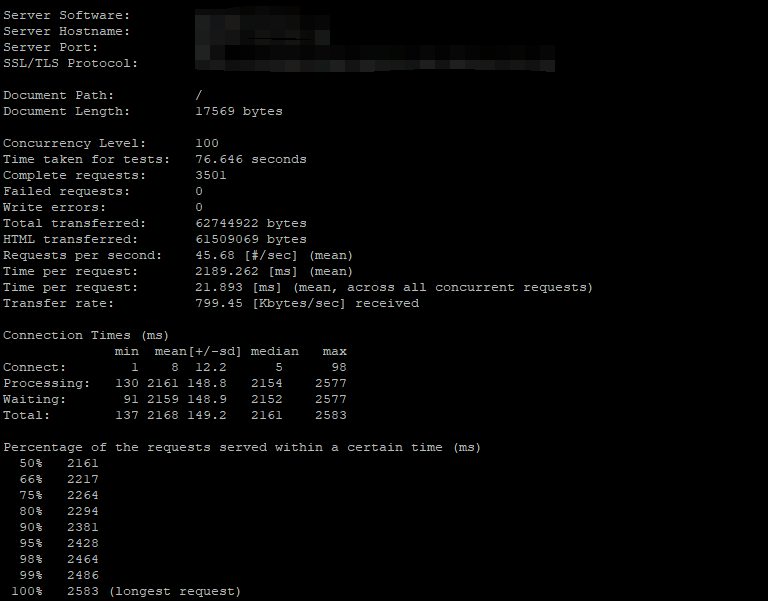 Server Software:
Server Hostname:
Server Port:
SSL/TLS Protocol:
Document Path: /
Document Length: 17569 bytes
Concurrency Level: 100
Time taken for tests: 76.646 seconds
Complete requests: 3501
Failed requests: 0
Write errors: 0
Total transferred: 62744922 bytes
HTML transferred: 61509069 bytes
Requests per second: 45.68 [#/sec] (mean)
Time per request: 2189.262 [ms] (mean)
Time per request: 21.893 [ms] (mean, across all concurrent requests)
Transfer rate: 799.45 [Kbytes/sec] received
Connection Times (ms)
min mean[+/-sd] median max
Connect: 1 8 12.2 5 98
Processing: 130 2161 148.8 2154 2577
Waiting: 91 2159 148.9 2152 2577
Total: 137 2168 149.2 2161 2583
Percentage of the requests served within a certain time (ms)
50% 2161
66% 2217
75% 2264
80% 2294
90% 2381
95% 2428
98% 2464
99% 2486
100% 2583 (longest request)